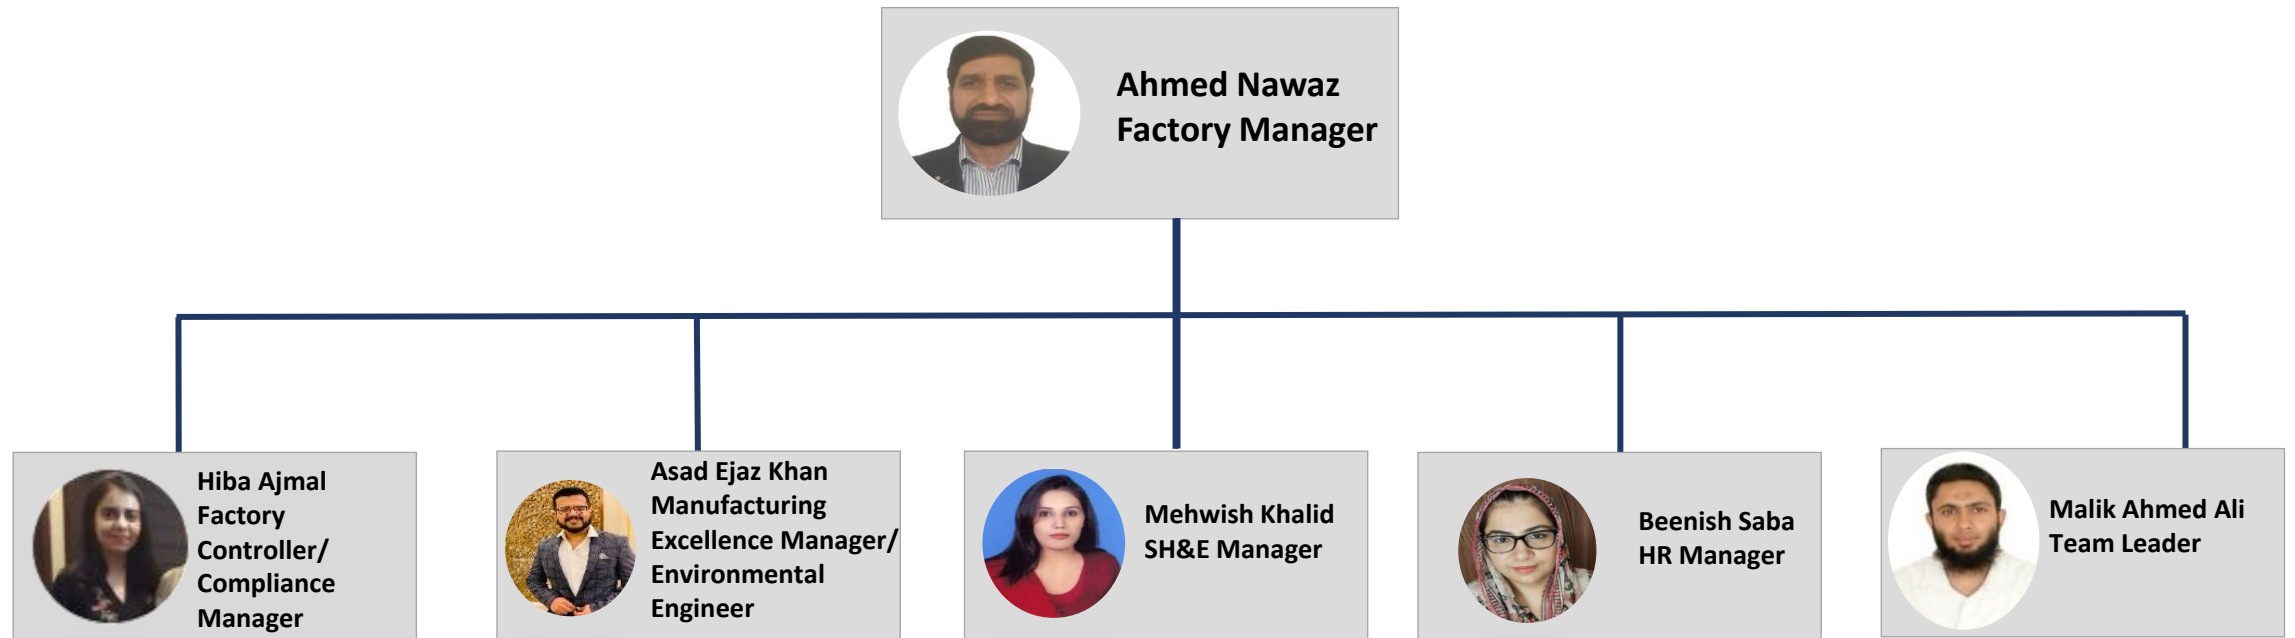 Ahmed Nawaz
Factory Manager
Hiba Ajmal
Factory
Controller/
Compliance
Manager
Asad Ejaz Khan
Manufacturing
Excellence Manager/
Environmental
Engineer
Mehwish Khalid
SH&E Manager
Beenish Saba
HR Manager
Malik Ahmed Ali
Team Leader